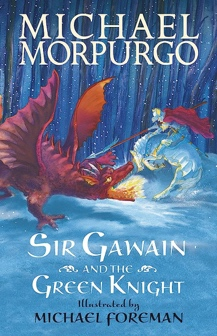 MICHAEL
MORPURGO
SIR GAWAIN
AND THE
GREEN KNIGHT
Illustrated by
MICHAEL FOREMAN